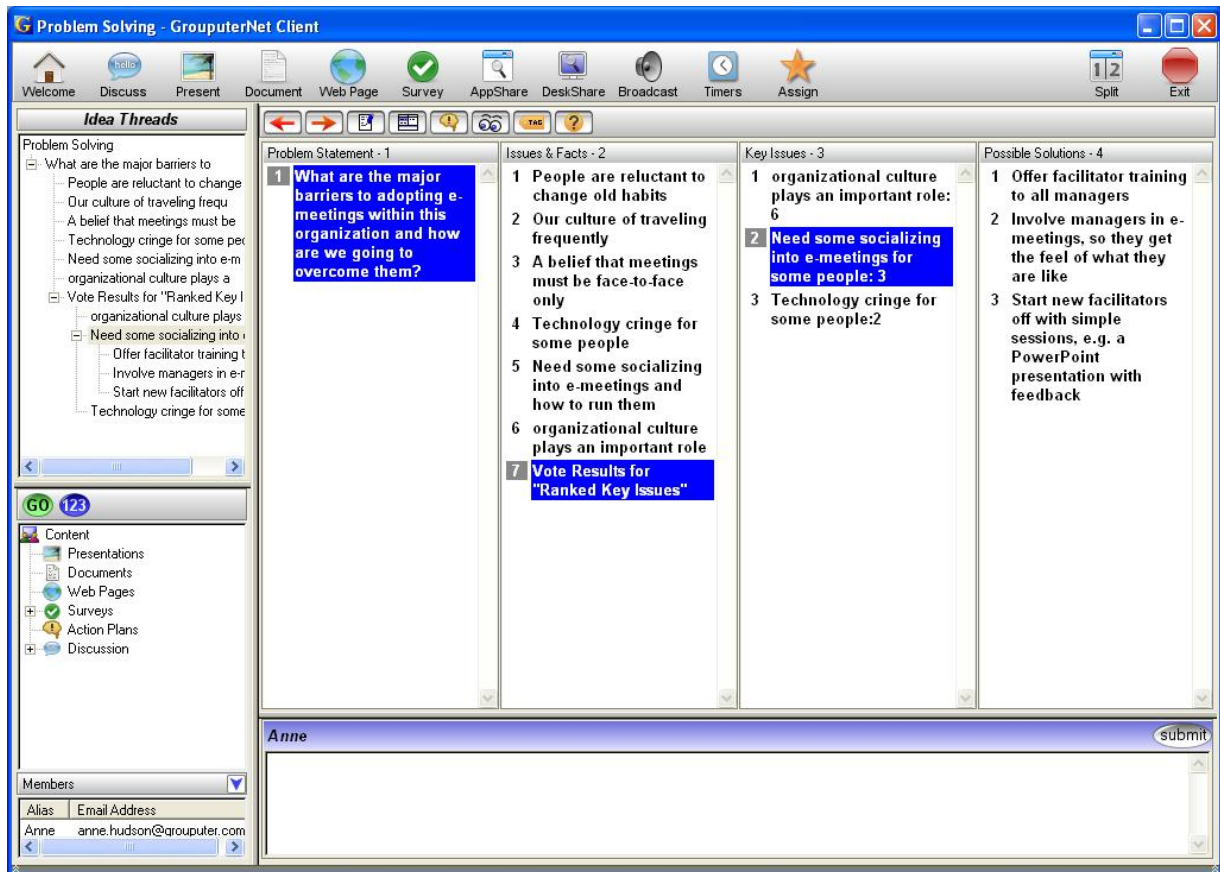 Problem Solving - GrouputerNet Client
Welcome
hello
Discuss
Present
Document
Web Page
Survey
AppShare
DeskShare
Broadcast
Timers
Assign
1 2
Split
Exit
Idea Threads
Problem Solving
What are the major barriers to
People are reluctant to change
Our culture of traveling frequ
A belief that meetings must be
Technology cringe for some peo
Need some socializing into e-m
organizational culture plays a
Vote Results for "Ranked Key I
organizational culture plays
Need some socializing into
Offer facilitator training t
Involve managers in e-r
Start new facilitators off
Technology cringe for some
TAG
?
Problem Statement - 1
1 What are the major
barriers to adopting e-
meetings within this
organization and how
are we going to
overcome them?
Issues & Facts - 2
1 People are reluctant to
change old habits
2 Our culture of traveling
frequently
3 A belief that meetings
must be face-to-face
only
4 Technology cringe for
some people
5 Need some socializing
into e-meetings and
how to run them
6 organizational culture
plays an important role
7 Vote Results for
"Ranked Key Issues"
Key Issues - 3
1 organizational culture
plays an important role:
6
2 Need some socializing
into e-meetings for
some people: 3
3 Technology cringe for
some people:2
Possible Solutions - 4
1 Offer facilitator training
to all managers
2 Involve managers in e-
meetings, so they get
the feel of what they
are like
3 Start new facilitators
off with simple
sessions, e.g. a
PowerPoint
presentation with
feedback
GO 123
Content
Presentations
Documents
Web Pages
Surveys
Action Plans
Discussion
Members
Alias Email Address
Anne anne.hudson@grouputer.com
Anne
submit